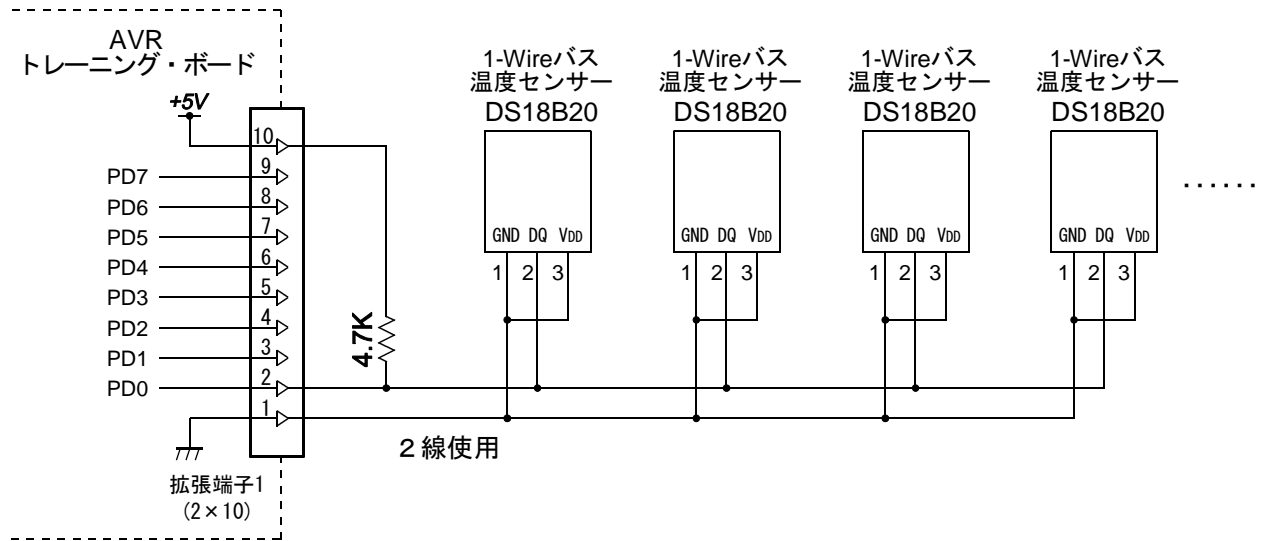 AVR
トレーニング・ボード
+5V
10
PD7 9
PD6 8
PD5 7
PD4 6
PD3 5
PD2 4
PD1 3
PD0 2
1
拡張端子1
(2×10)
4.7K
2線使用
1-Wireバス
温度センサー
DS18B20
GND DQ VDD
1 2 3
1-Wireバス
温度センサー
DS18B20
GND DQ VDD
1 2 3
1-Wireバス
温度センサー
DS18B20
GND DQ VDD
1 2 3
1-Wireバス
温度センサー
DS18B20
GND DQ VDD
1 2 3
······